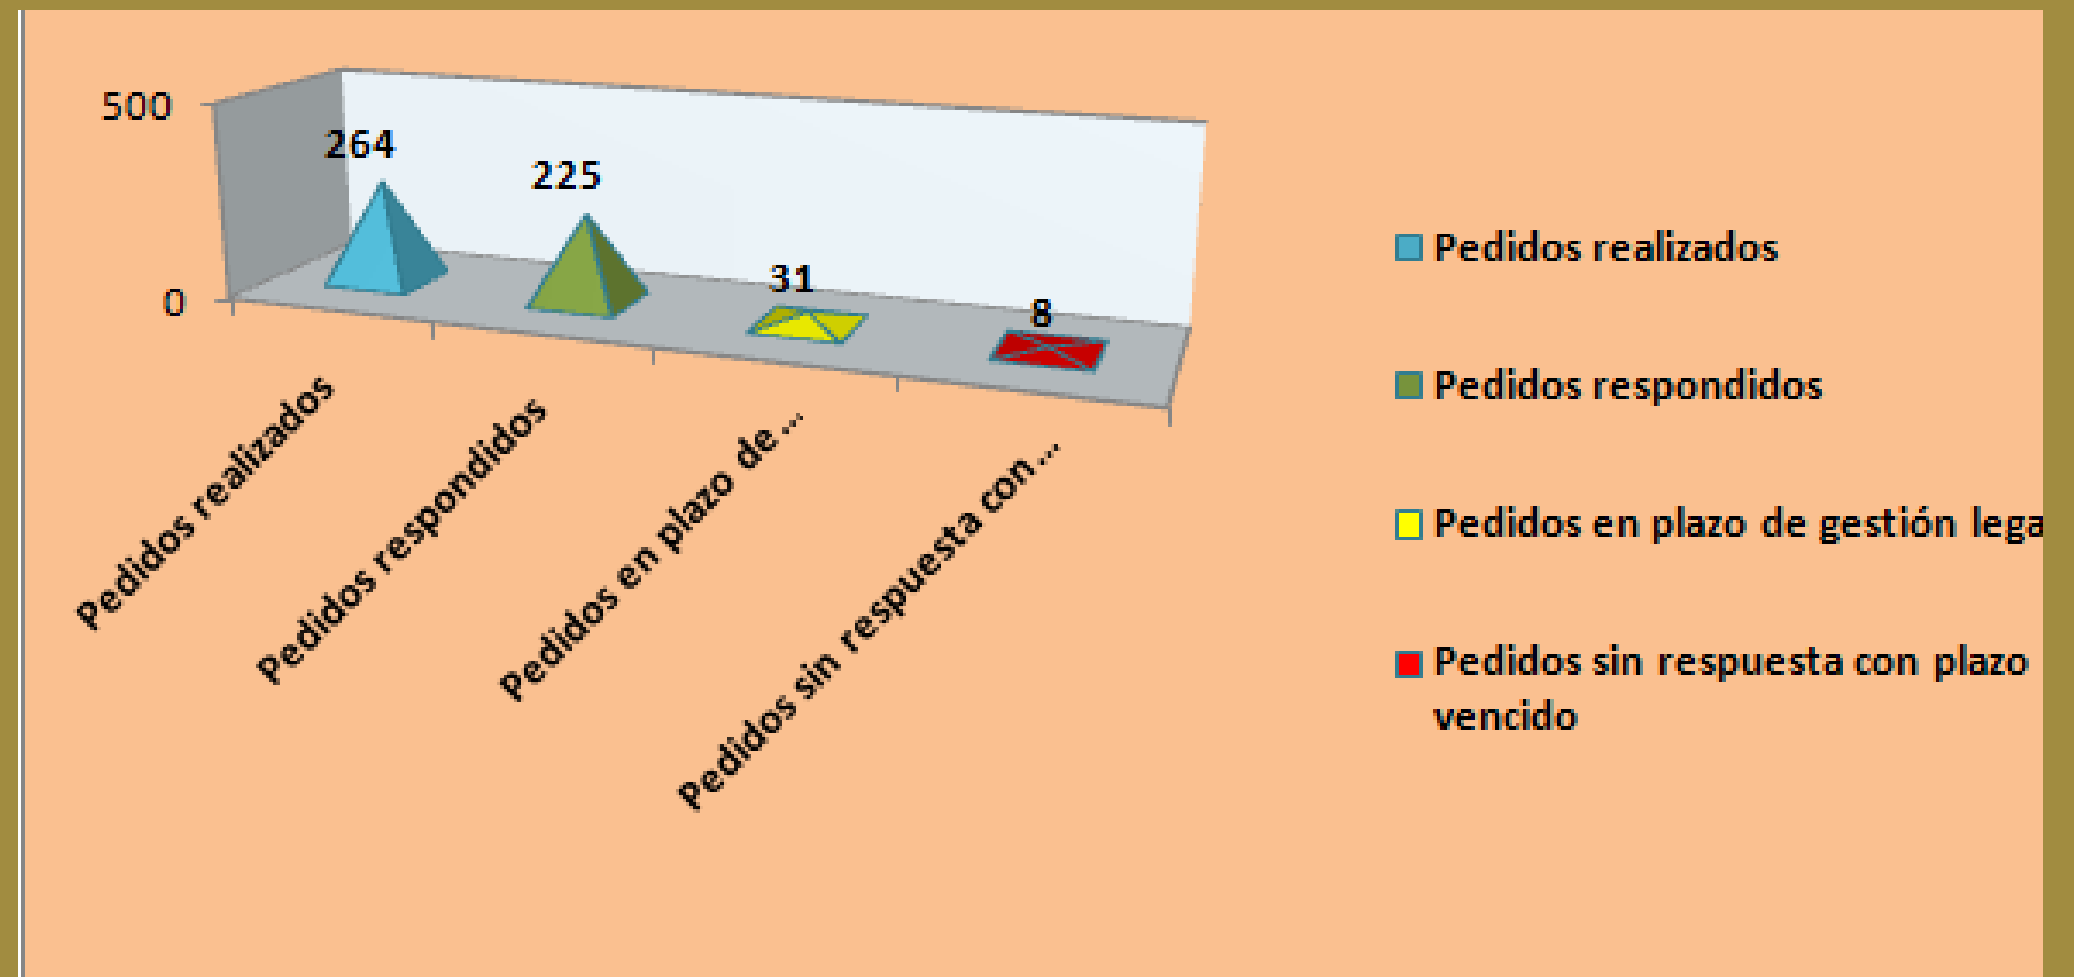 500
264
225
31
8
0
Pedidos realizados
Pedidos respondidos
Pedidos en plazo de ...
Pedidos sin respuesta con...
Pedidos realizados
Pedidos respondidos
Pedidos en plazo de gestión lega
Pedidos sin respuesta con plazo
vencido